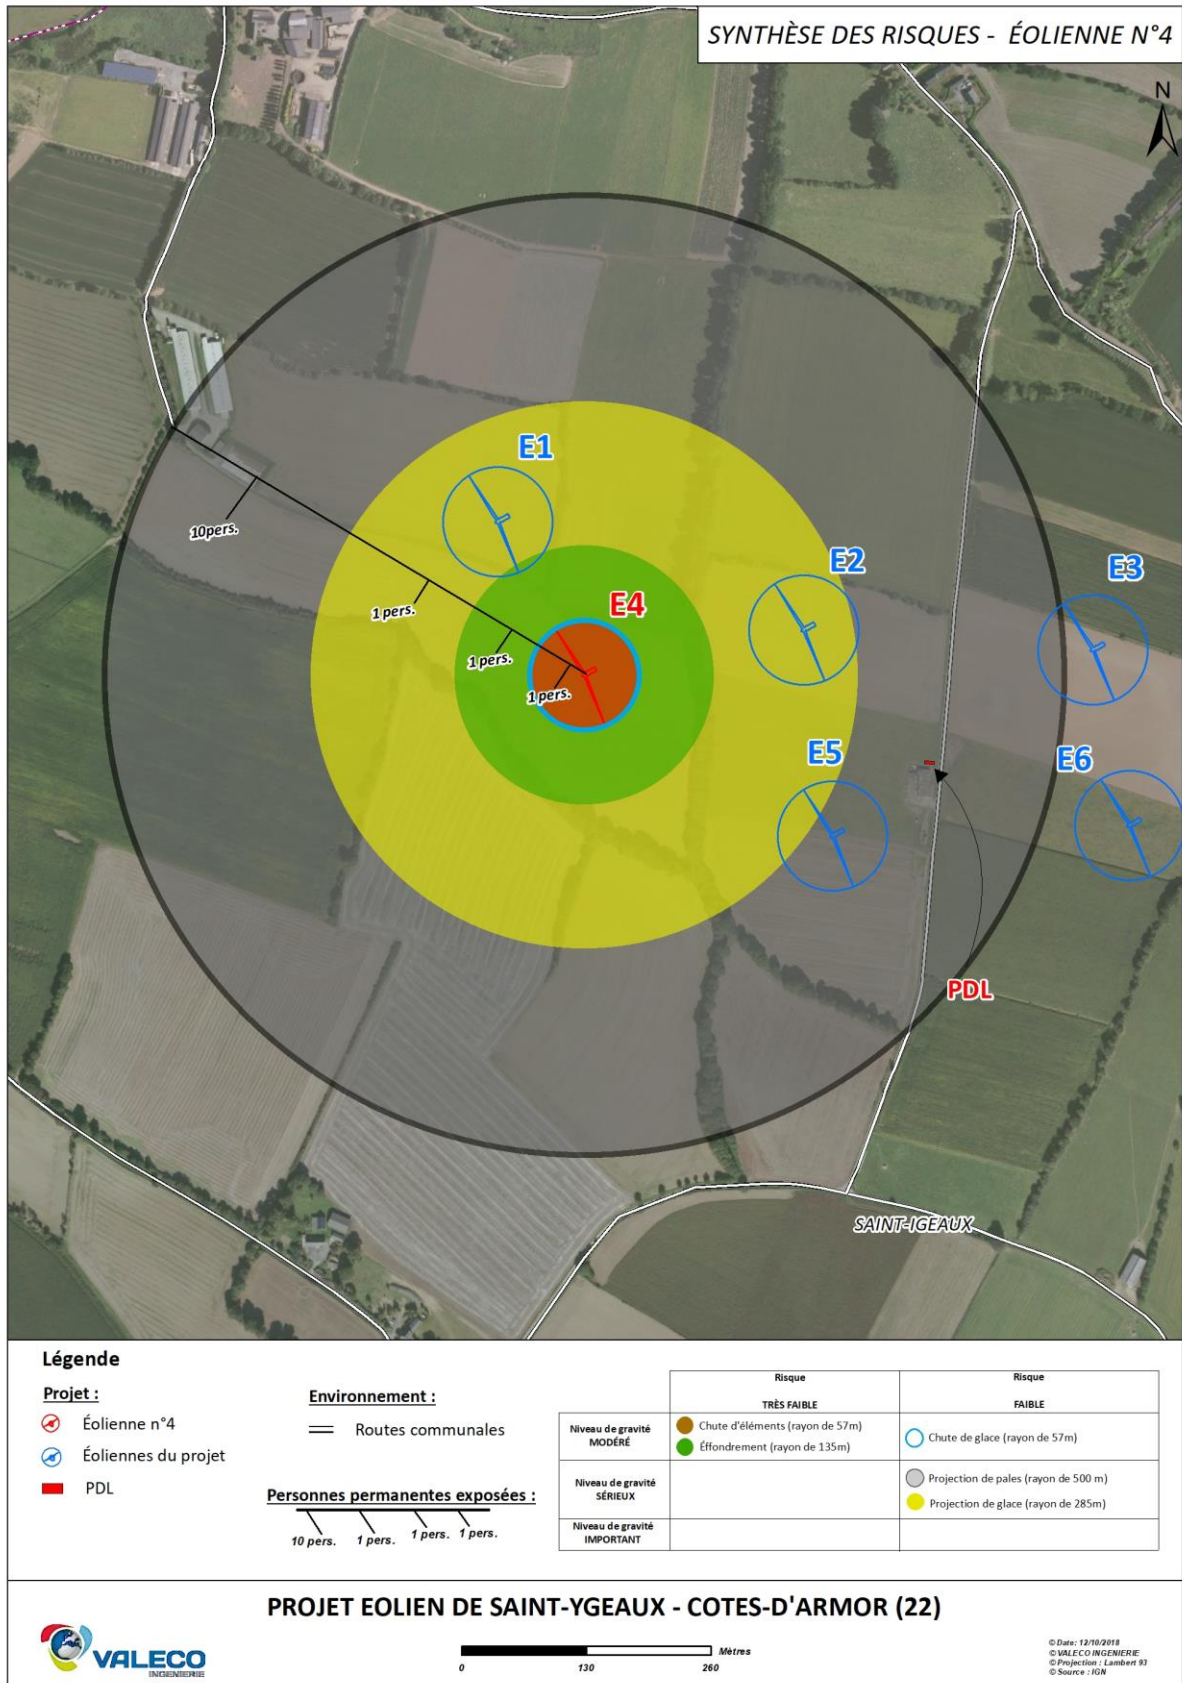 SYNTHÈSE DES RISQUES - ÉOLIENNE N°4
N
E1
E2
E3
E4
10pers.
1 pers.
1 pers.
1 pers.
E5
E6
PDL
SAINT-IGEAUX
Légende
Projet :
Éolienne n°4
Éoliennes du projet
PDL
Environnement :
Routes communales
Personnes permanentes exposées :
10 pers. 1 pers. 1 pers. 1 pers.
Risque
TRÈS FAIBLE
Risque
FAIBLE
Niveau de gravité
MODÉRÉ
Chute d'éléments (rayon de 57m)
Éffondrement (rayon de 135m)
Chute de glace (rayon de 57m)
Niveau de gravité
SÉRIEUX
Projection de pales (rayon de 500 m)
Projection de glace (rayon de 285m)
Niveau de gravité
IMPORTANT
PROJET EOLIEN DE SAINT-YGEAUX - COTES-D'ARMOR (22)
VALECO
INGENIERIE
Mètres
0 130 260
© Date: 12/10/2018
© VALECO INGENIERIE
© Projection : Lambert 93
© Source : IGN